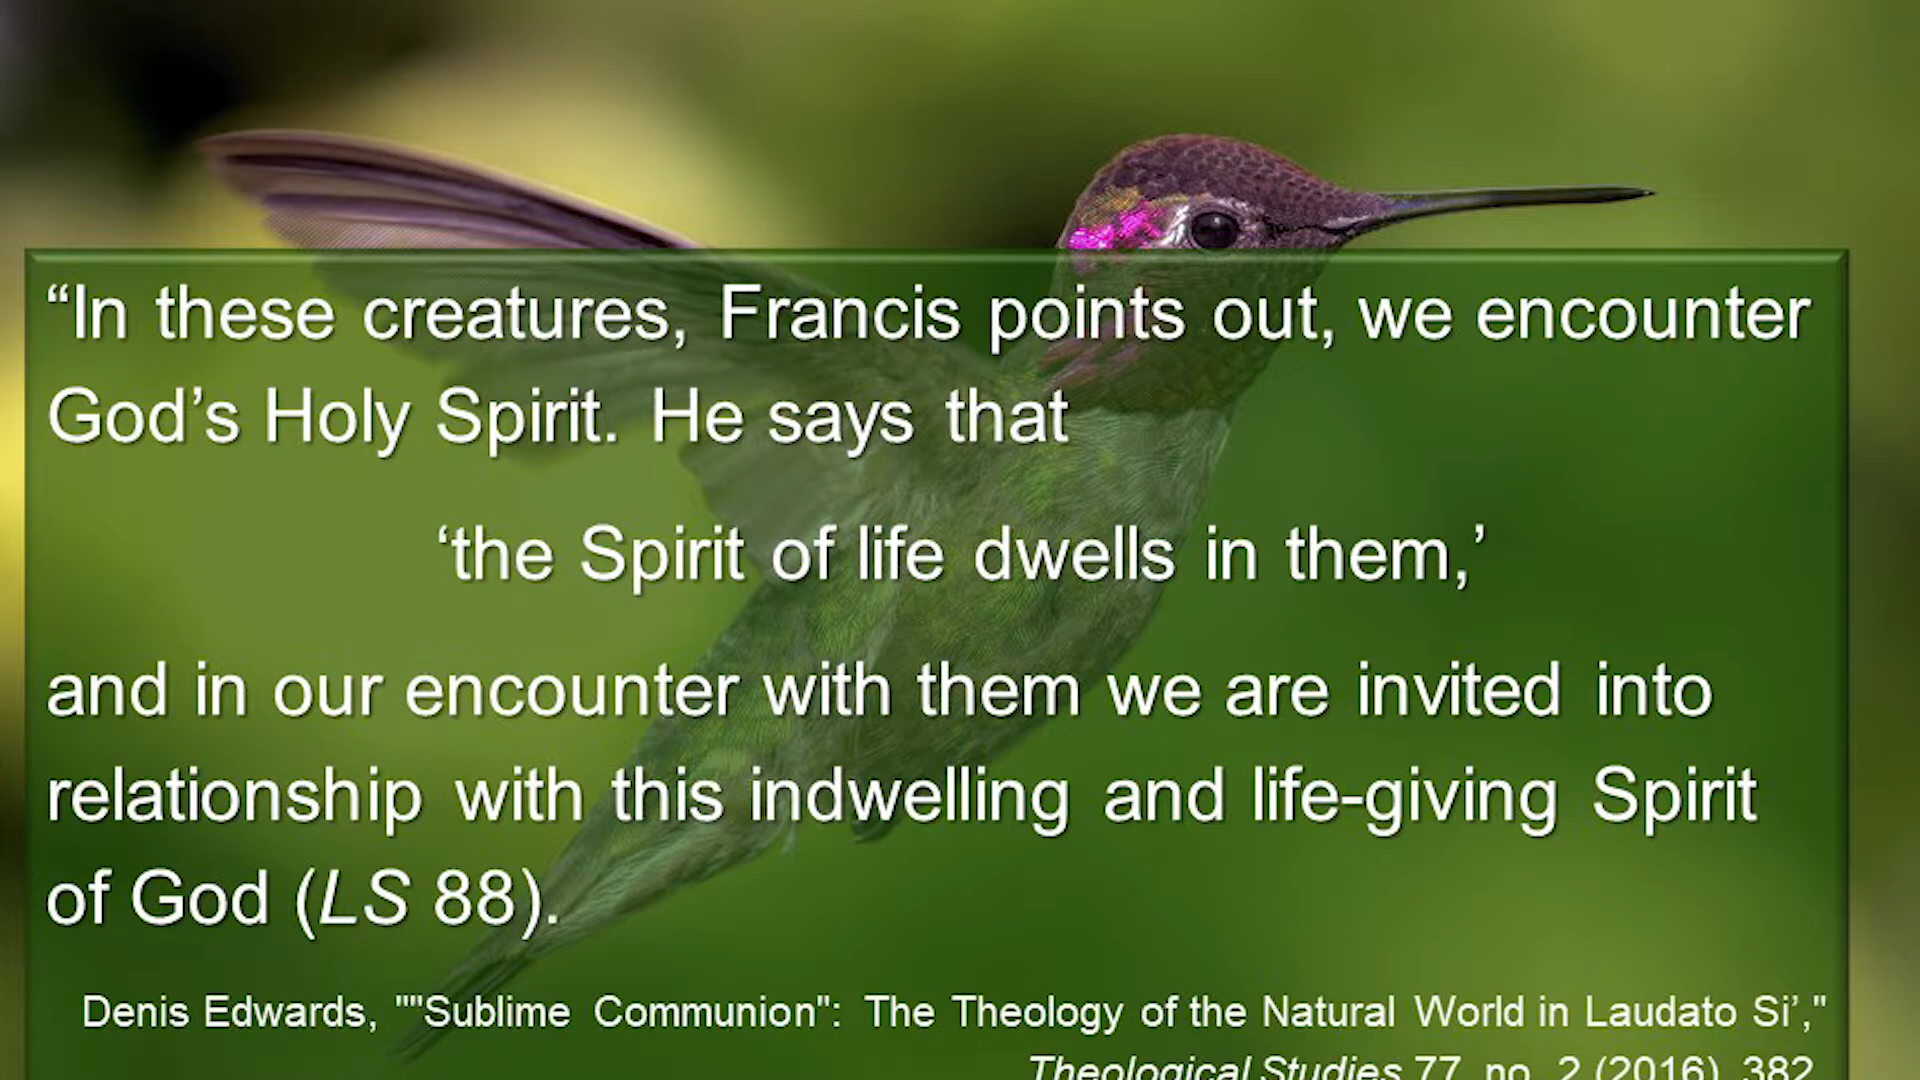 “In these creatures, Francis points out, we encounter
God’s Holy Spirit. He says that
‘the Spirit of life dwells in them,’
and in our encounter with them we are invited into
relationship with this indwelling and life-giving Spirit
of God (LS 88).
Denis Edwards, ""Sublime Communion": The Theology of the Natural World in Laudato Si’,"
Theological Studies 77, no. 2 (2016), 382